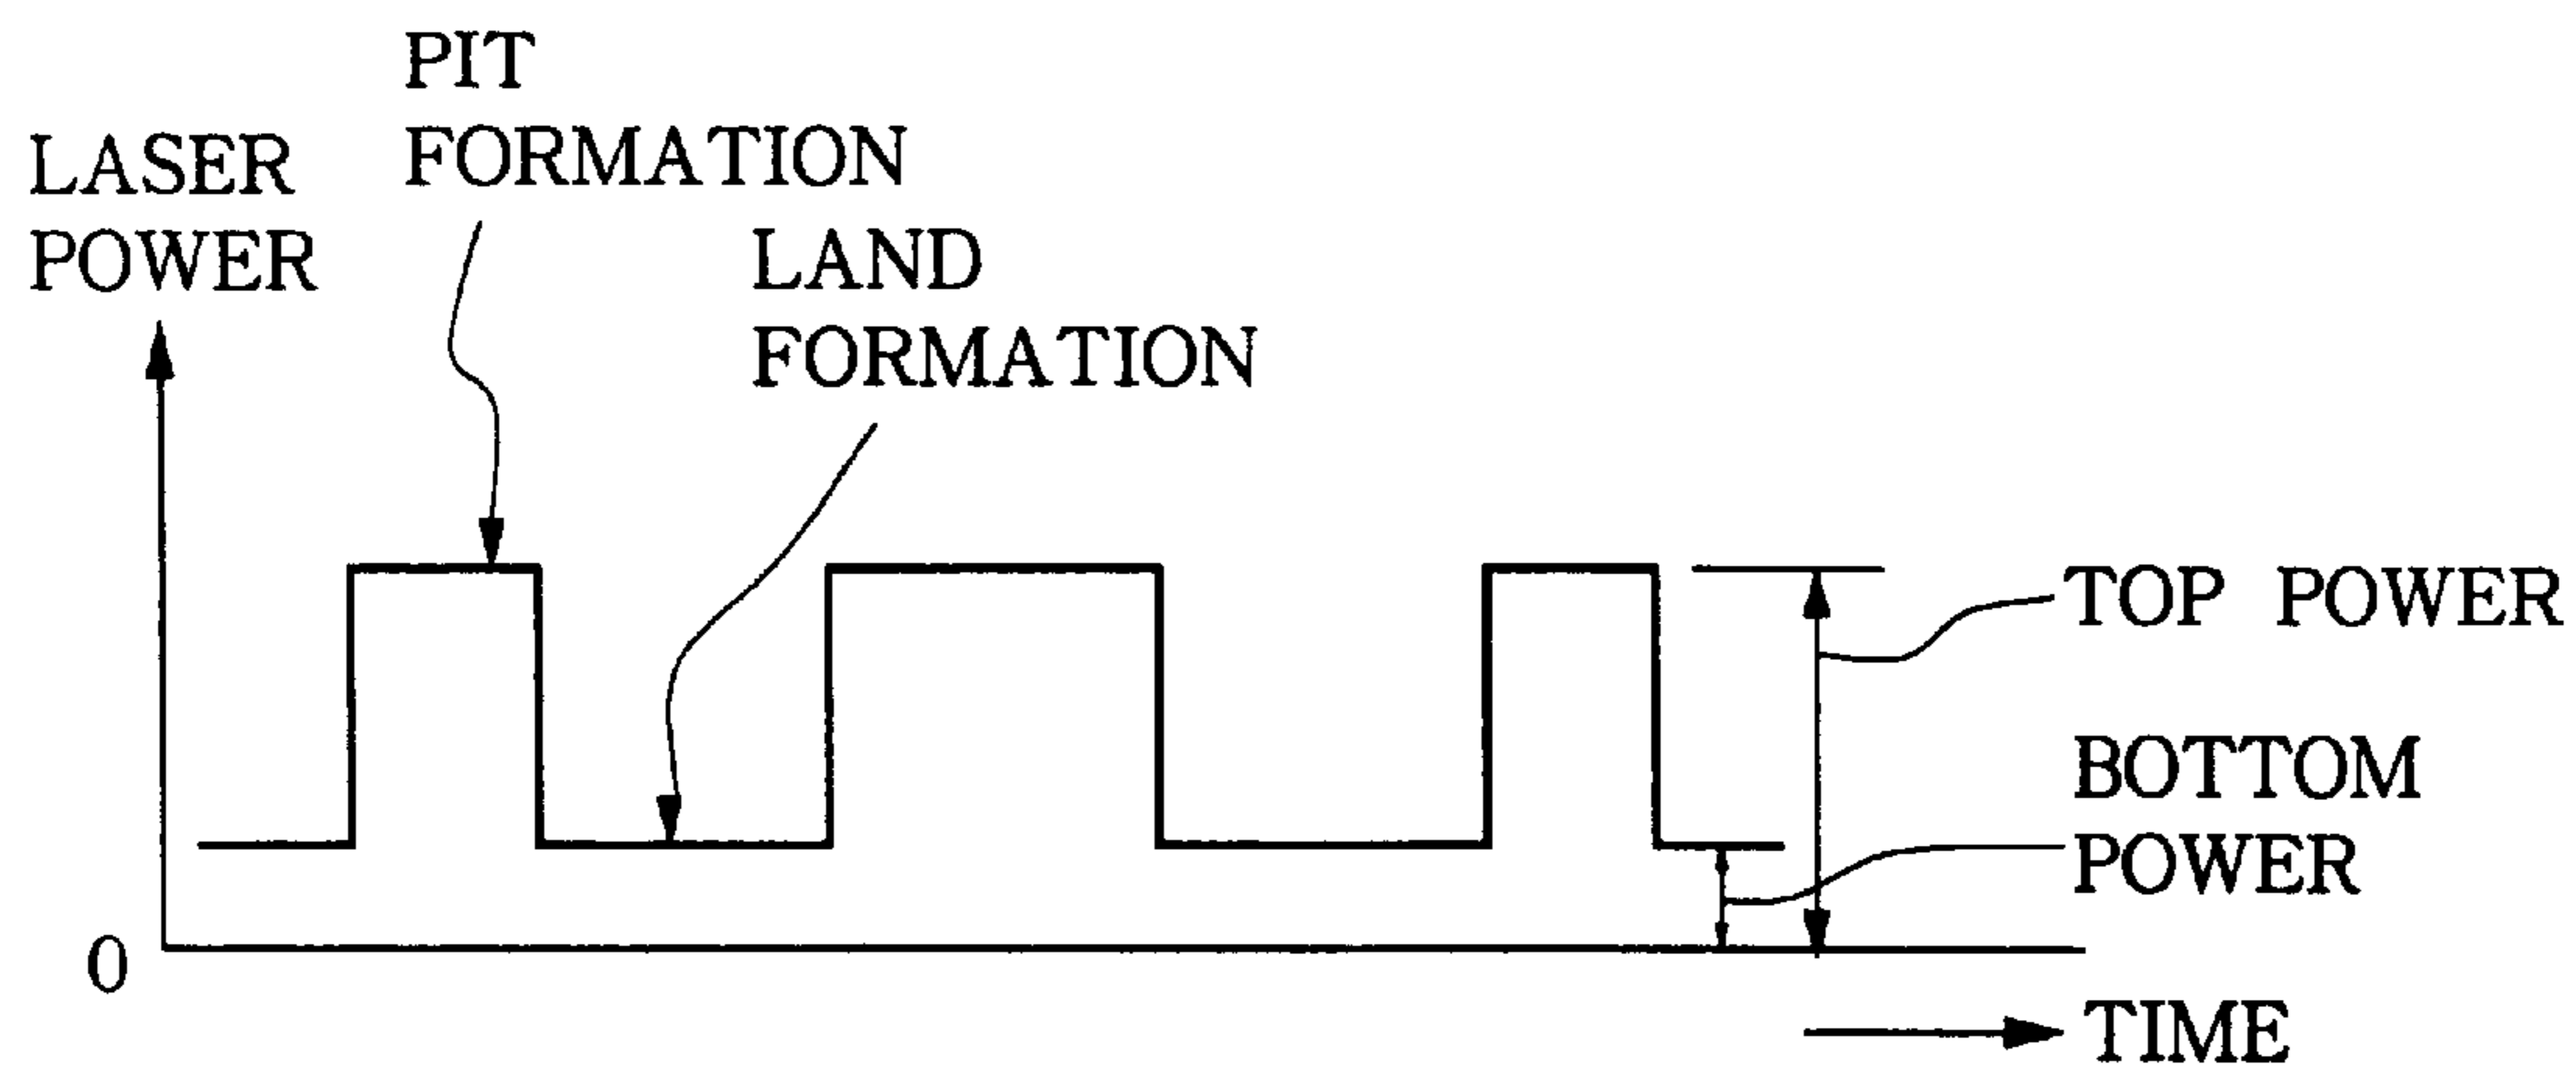 PIT
FORMATION
LASER
POWER
LAND
FORMATION
TOP POWER
BOTTOM
POWER
0
TIME